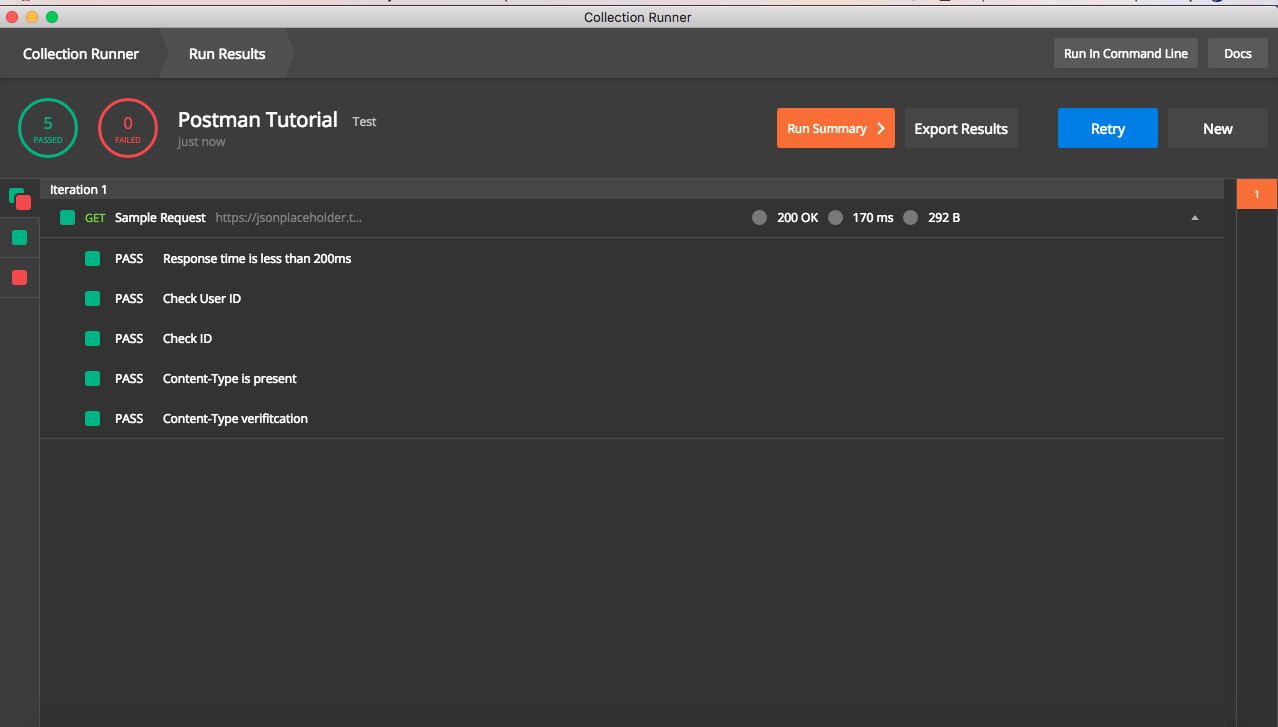 Collection Runner
Collection Runner Run Results Run In Command Line Docs
5 PASSED 0 FAILED
Postman Tutorial Test
just now
Run Summary Export Results Retry New
Iteration 1
1
GET Sample Request https://jsonplaceholder.t... 200 OK 170 ms 292 B
PASS Response time is less than 200ms
PASS Check User ID
PASS Check ID
PASS Content-Type is present
PASS Content-Type verifitcation